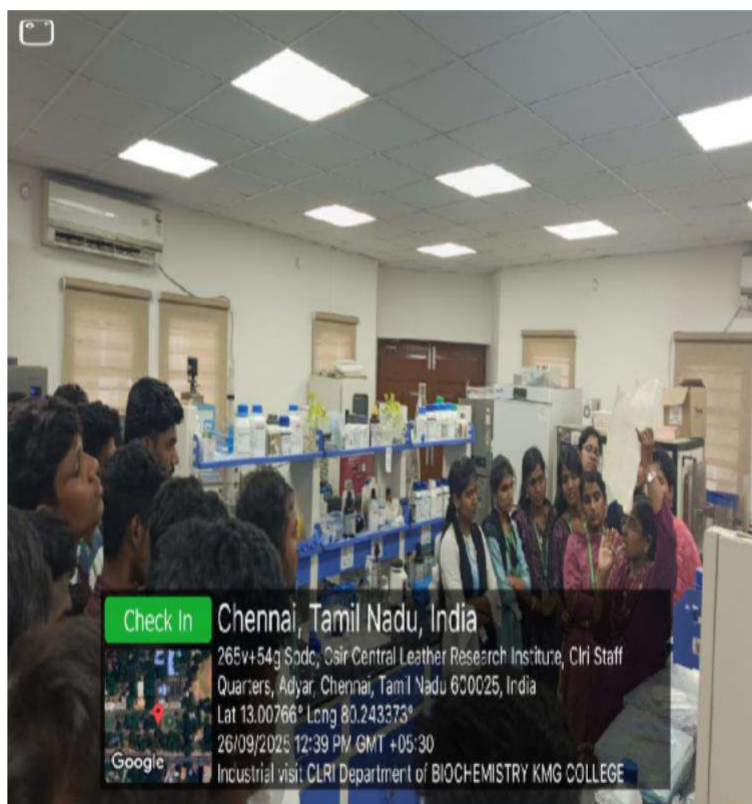 Check In
Chennai, Tamil Nadu, India
265v+54g Spdc, Csir Central Leather Research Institute, Clri Staff
Quarters, Adyar, Chennai, Tamil Nadu 600025, India
Lat 13.00766° Long 80.243373°
26/09/2025 12:39 PM GMT +05:30
Industrial visit CLRI Department of BIOCHEMISTRY KMG COLLEGE
Google